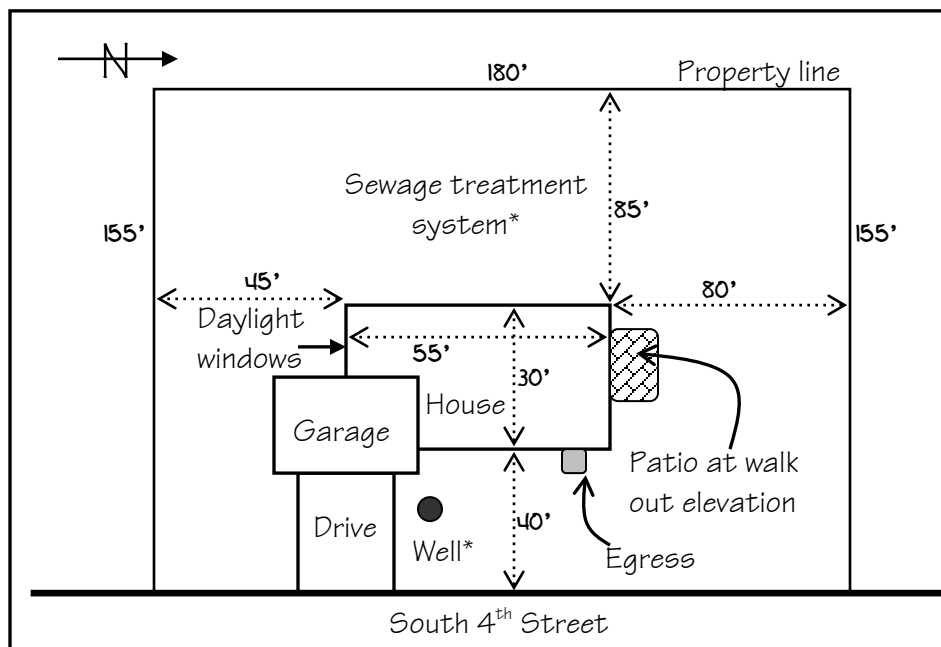 N
180’
Property line
Sewage treatment
system*
85’
155’
155’
45’
80’
Daylight
windows
55’
30’
House
Garage
Patio at walk
out elevation
Drive
40’
Well*
Egress
South 4th Street